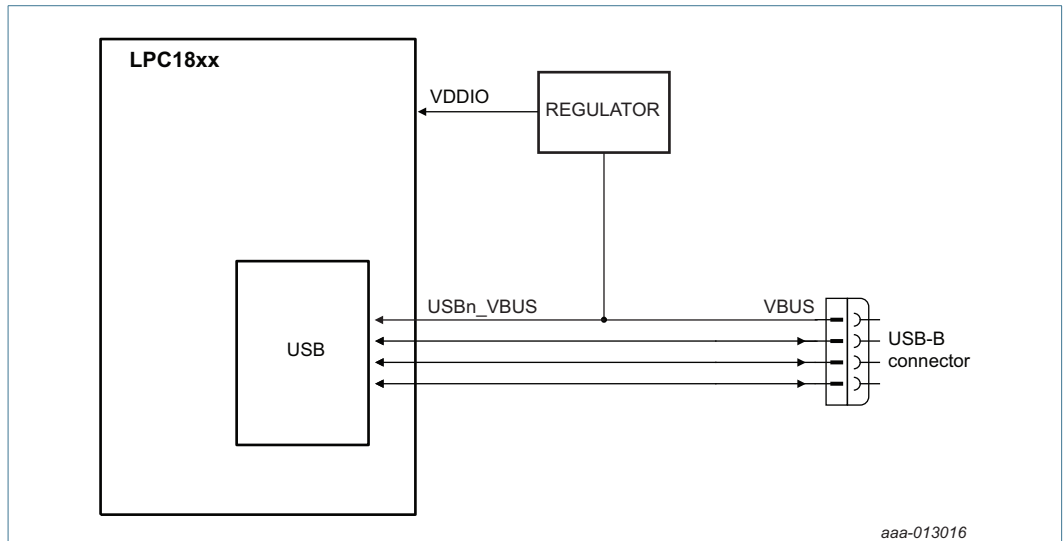 LPC18xx
VDDIO
REGULATOR
USBn_VBUS
VBUS
USB
USB-B
connector
aaa-013016